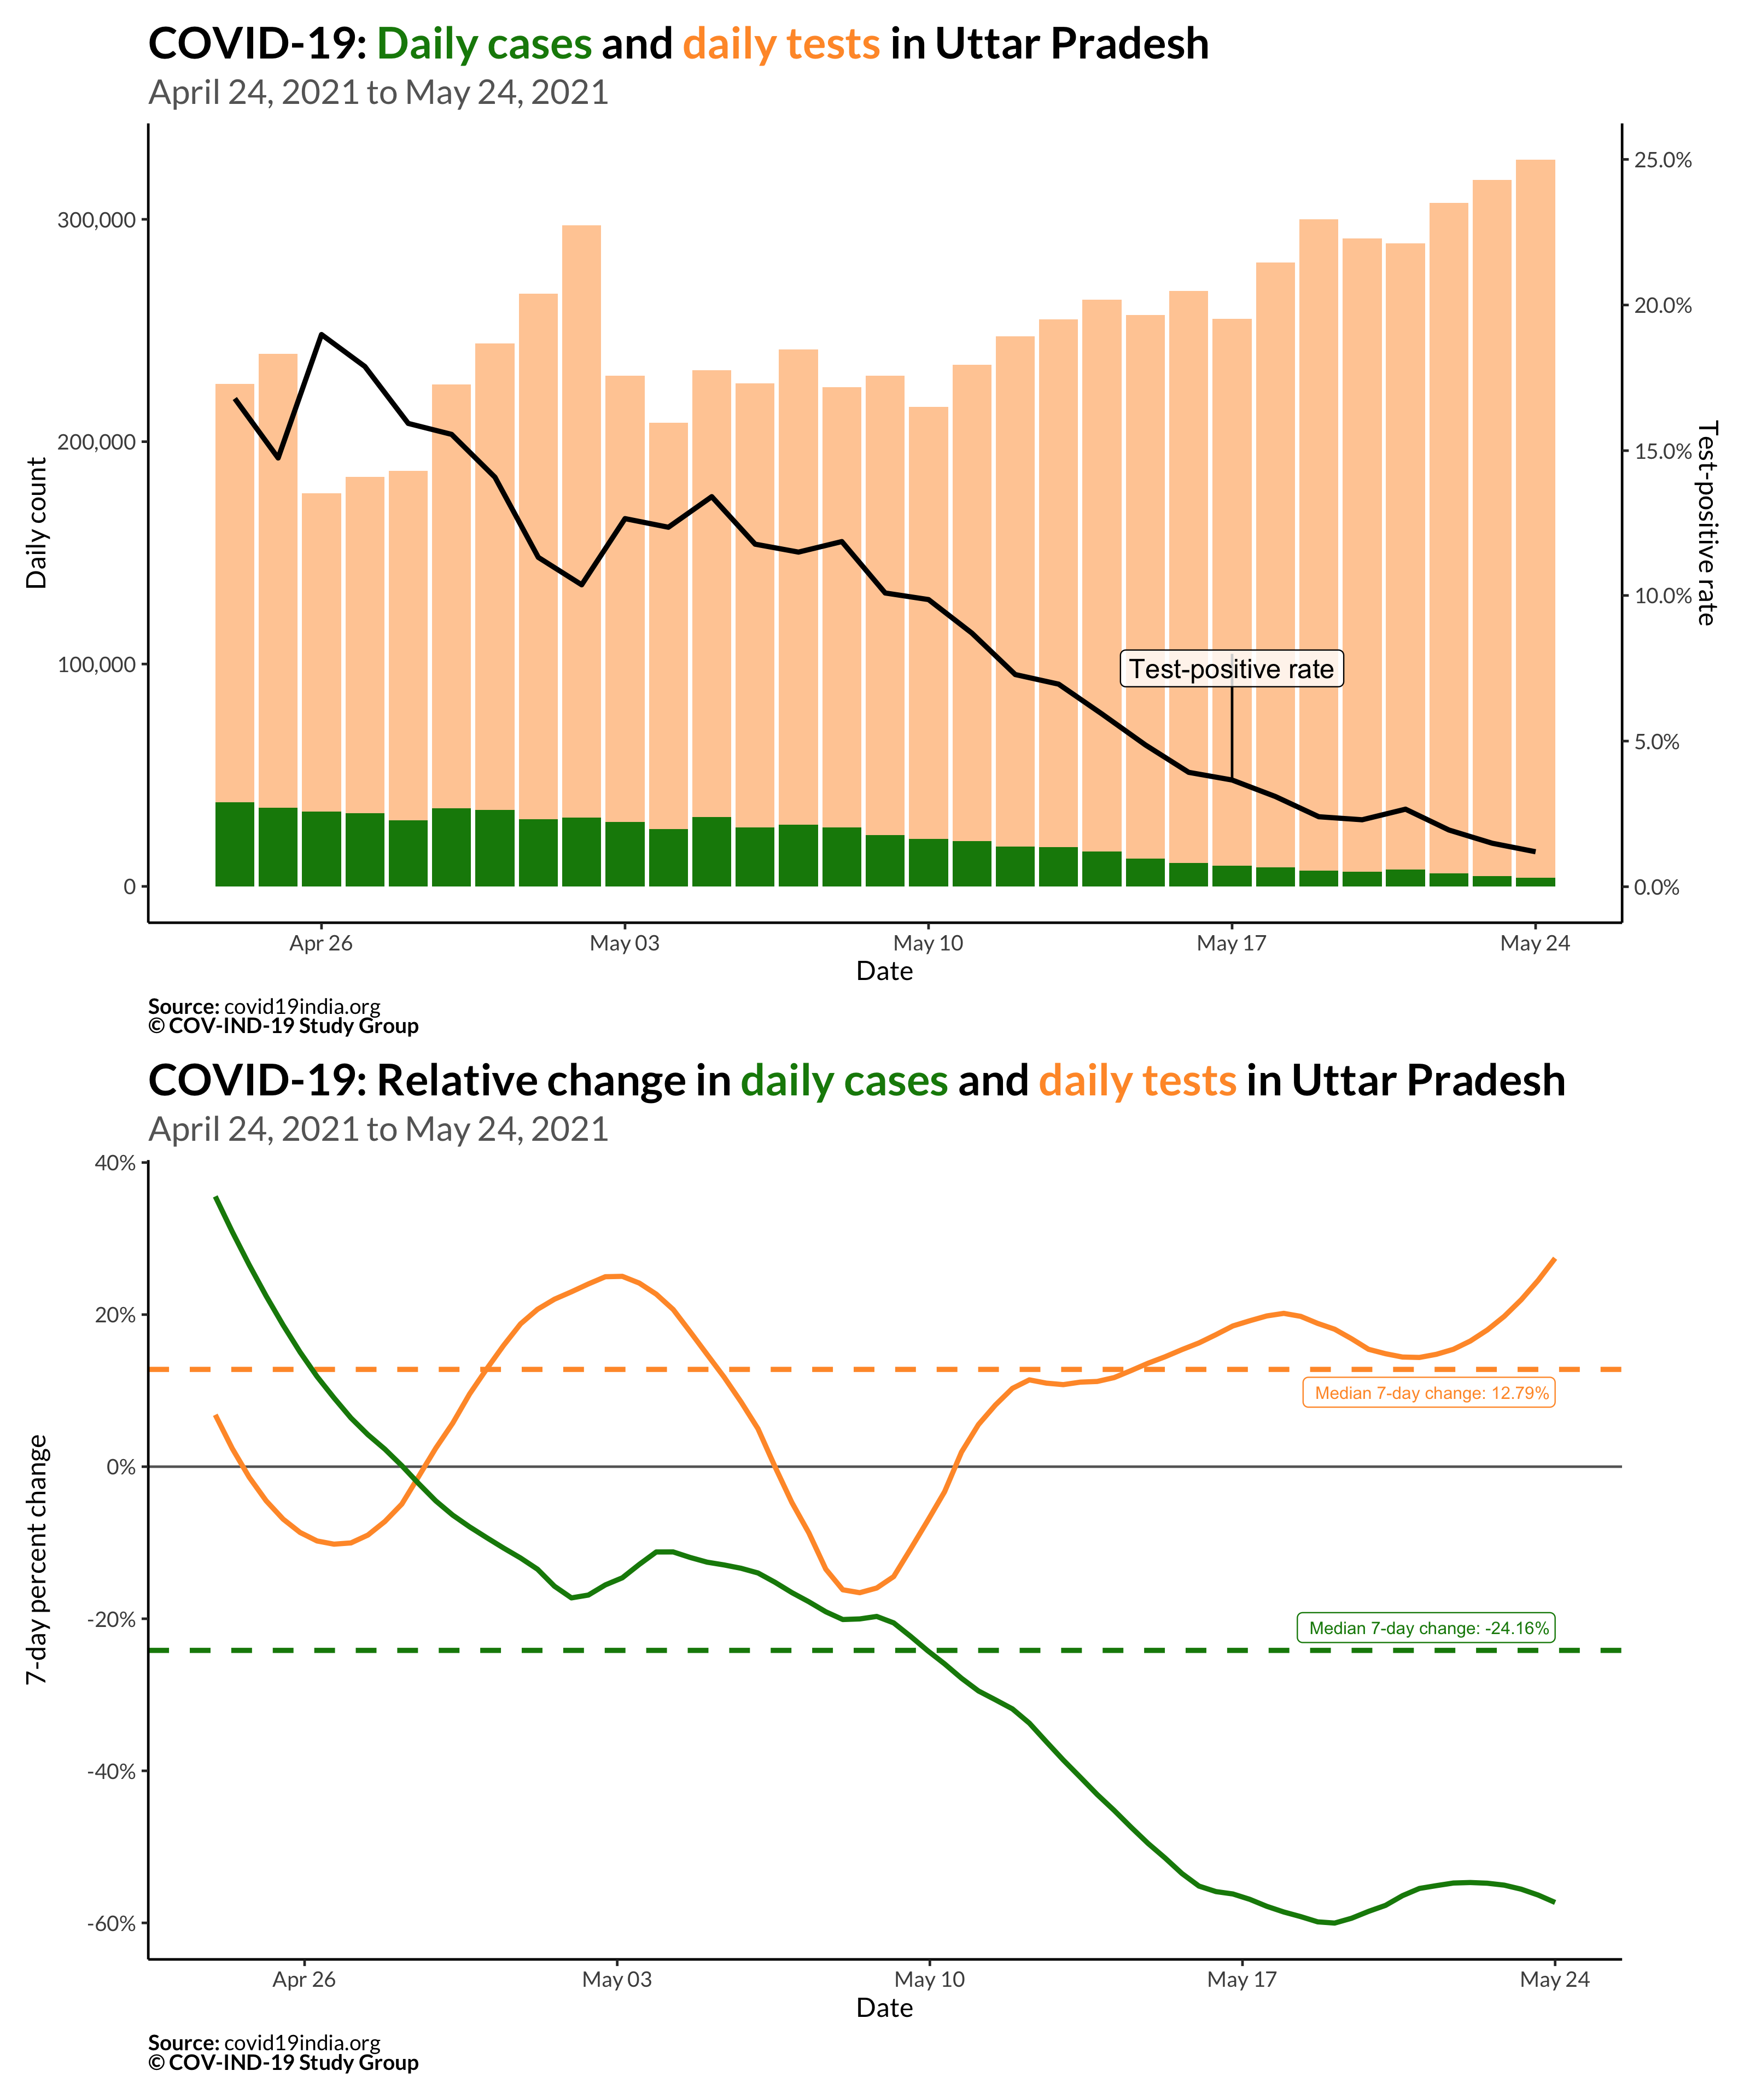 COVID-19: Daily cases and daily tests in Uttar Pradesh
April 24, 2021 to May 24, 2021
300,000
200,000
100,000
0
Daily count
25.0%
20.0%
15.0%
10.0%
5.0%
0.0%
Test-positive rate
Test-positive rate
Apr 26
May 03
May 10
May 17
May 24
Date
Source: covid19india.org
© COV-IND-19 Study Group
COVID-19: Relative change in daily cases and daily tests in Uttar Pradesh
April 24, 2021 to May 24, 2021
40%
20%
0%
-20%
-40%
-60%
7-day percent change
Median 7-day change: 12.79%
Median 7-day change: -24.16%
Apr 26
May 03
May 10
May 17
May 24
Date
Source: covid19india.org
© COV-IND-19 Study Group